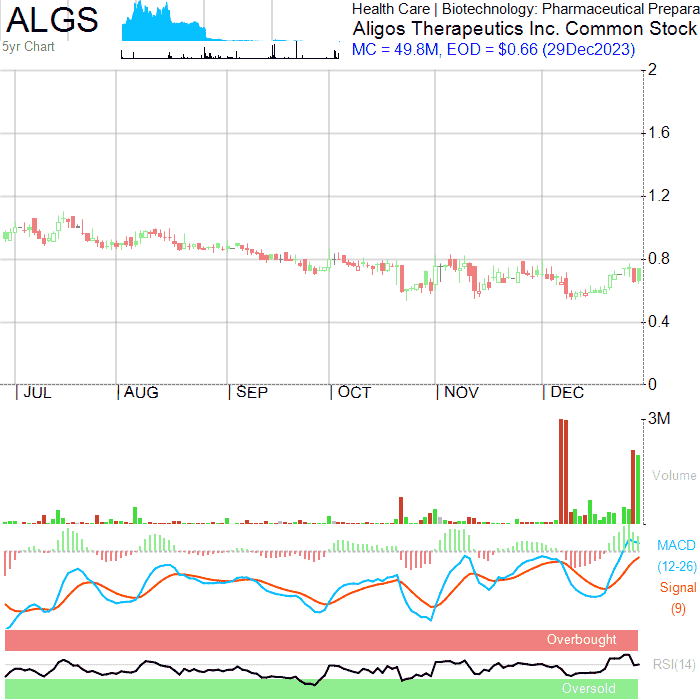 ALGS
5yr Chart
Health Care | Biotechnology: Pharmaceutical Prepara
Aligos Therapeutics Inc. Common Stock
MC = 49.8M, EOD = $0.66 (29Dec2023)
2
1.6
1.2
0.8
0.4
0
JUL
AUG
SEP
OCT
NOV
DEC
3M
Volume
MACD
(12-26)
Signal
(9)
Overbought
RSI(14)
Oversold